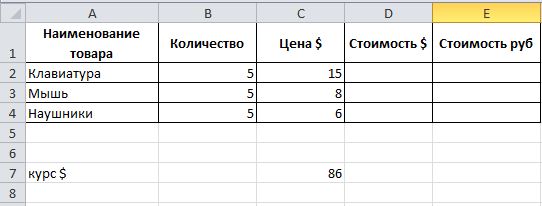 A B C D E
1 Наименование товара Количество Цена $ Стоимость $ Стоимость руб
2 Клавиатура 5 15
3 Мышь 5 8
4 Наушники 5 6
5
6
7 курс $ 86
8